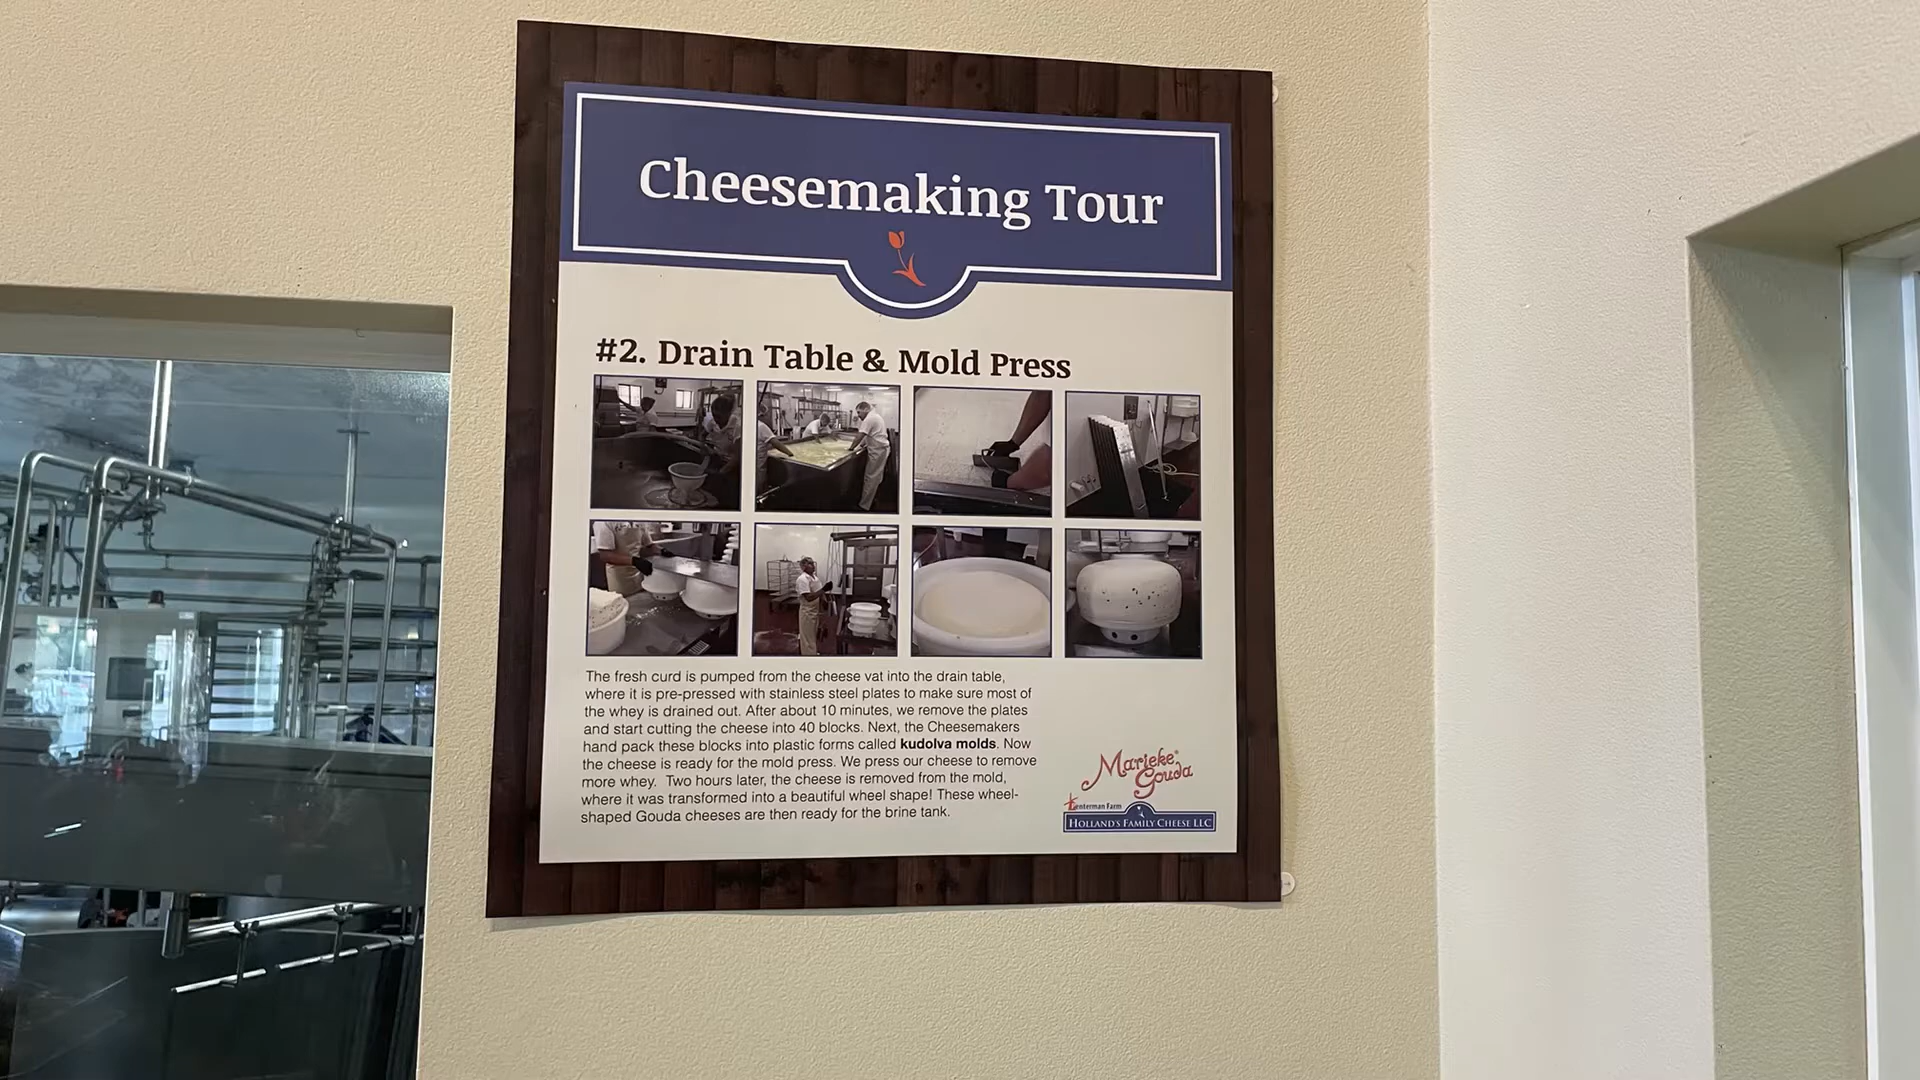 Cheesemaking Tour
#2. Drain Table & Mold Press
The fresh curd is pumped from the cheese vat into the drain table,
where it is pre-pressed with stainless steel plates to make sure most of
the whey is drained out. After about 10 minutes, we remove the plates
and start cutting the cheese into 40 blocks. Next, the Cheesemakers
hand pack these blocks into plastic forms called kudolva molds. Now
the cheese is ready for the mold press. We press our cheese to remove
more whey. Two hours later, the cheese is removed from the mold,
where it was transformed into a beautiful wheel shape! These wheel-
shaped Gouda cheeses are then ready for the brine tank.
Marieke®
Gouda
Penterman Farm
HOLLAND'S FAMILY CHEESE LLC